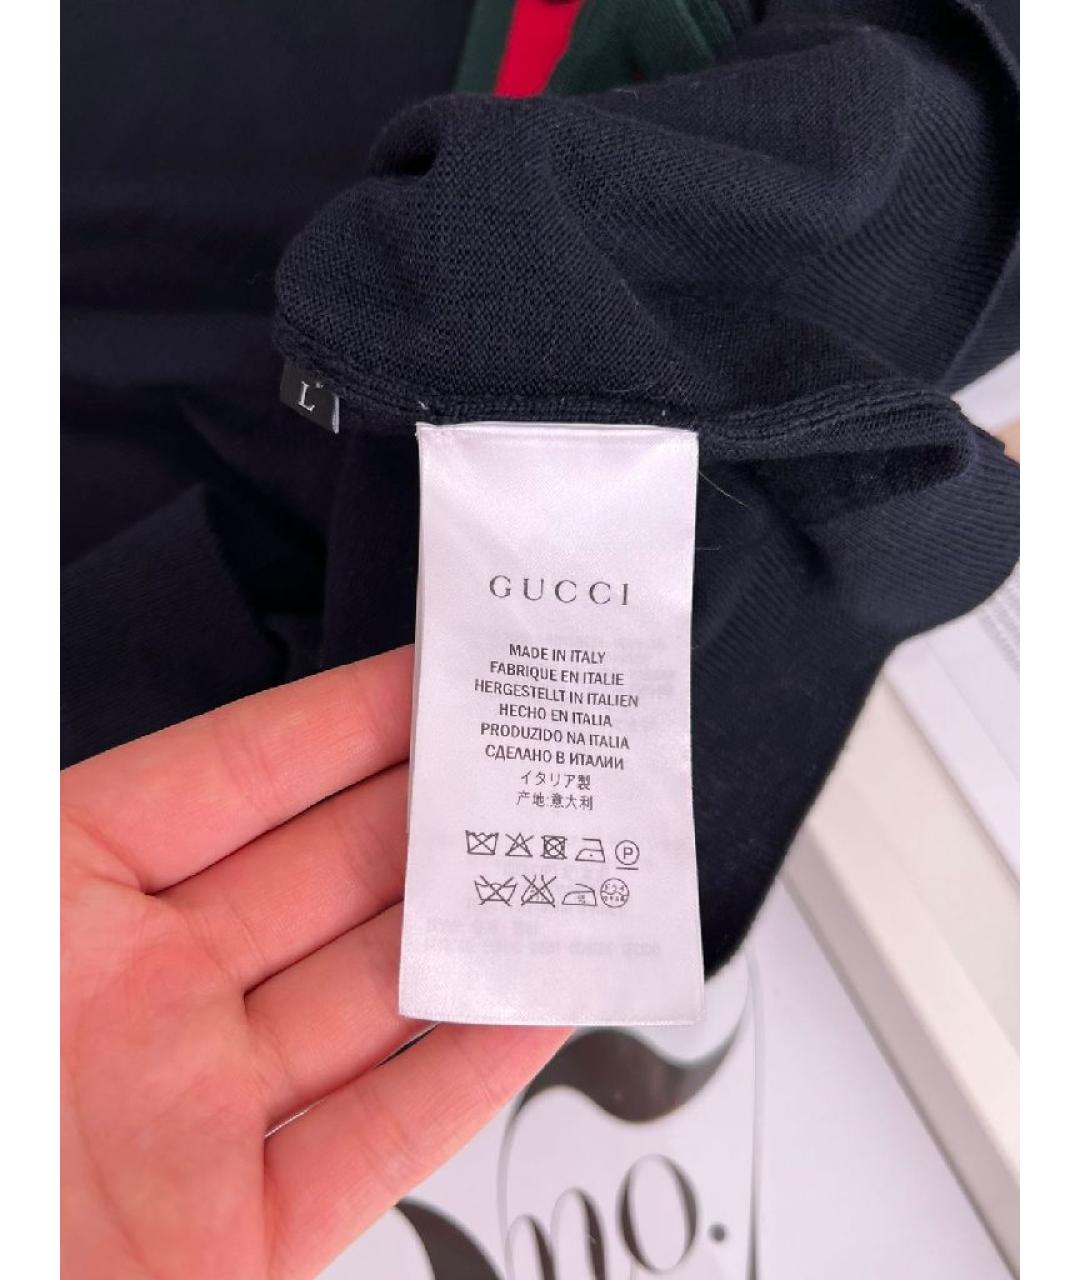 L
GUCCI
MADE IN ITALY
FABRIQUE EN ITALIE
HERGESTELLT IN ITALIEN
HECHO EN ITALIA
PRODUZIDO NA ITALIA
СДЕЛАНО В ИТАЛИИ
イタリア製
产地:意大利
P